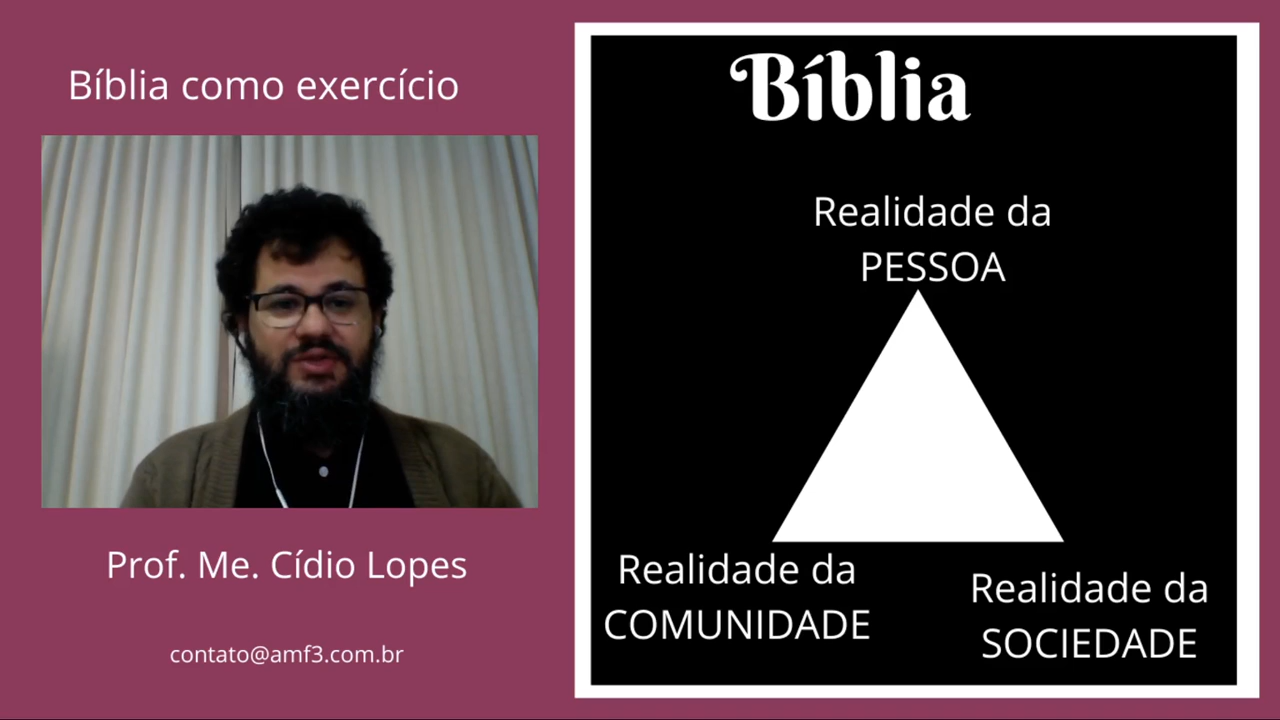 Bíblia como exercício
Prof. Me. Cídio Lopes
contato@amf3.com.br
Bíblia
Realidade da
PESSOA
Realidade da
COMUNIDADE
Realidade da
SOCIEDADE